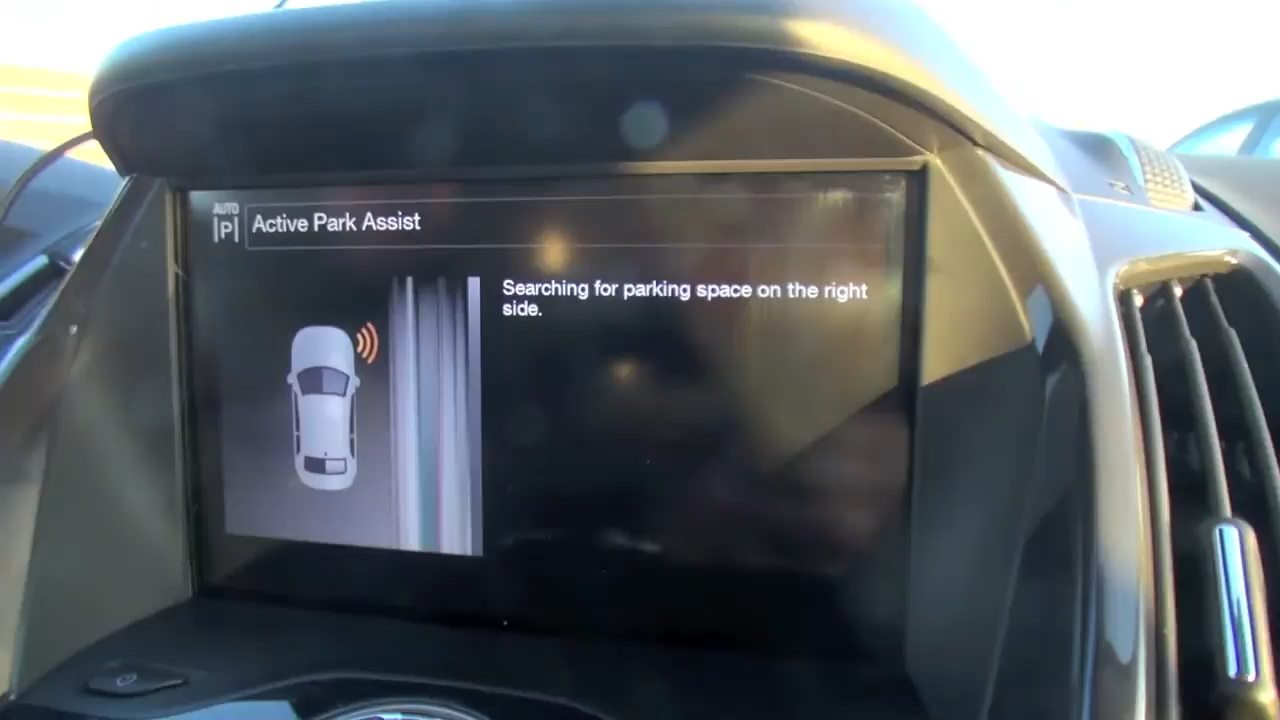 AUTO
|P|
Active Park Assist
Searching for parking space on the right
side.